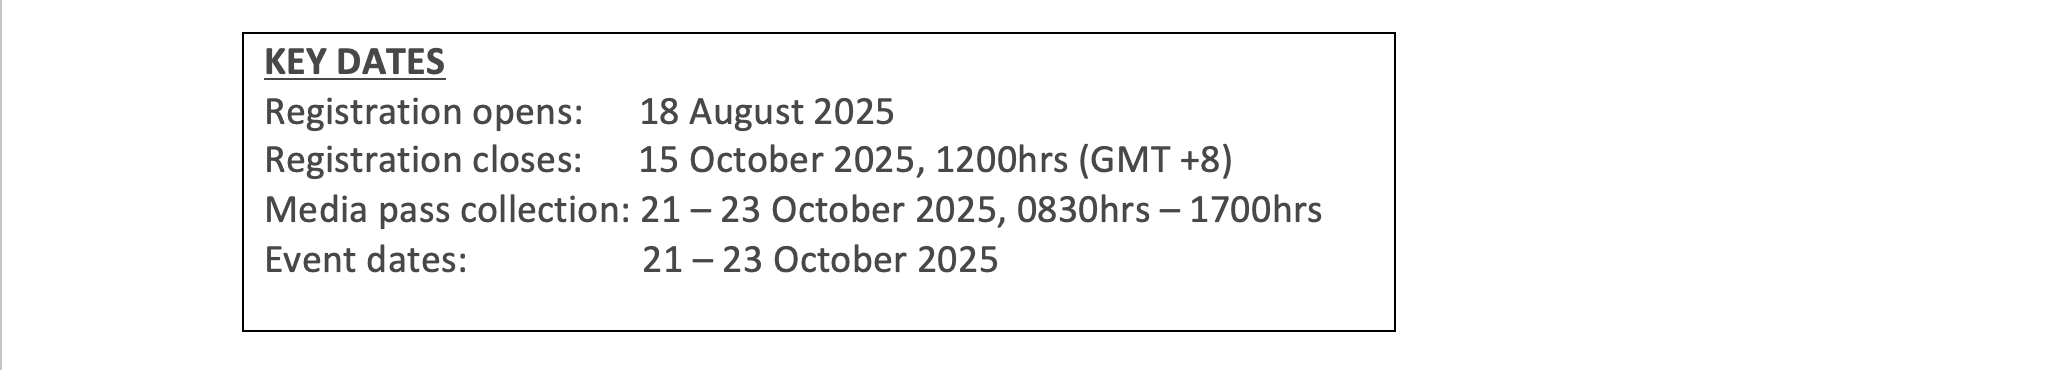 KEY DATES
Registration opens: 18 August 2025
Registration closes: 15 October 2025, 1200hrs (GMT +8)
Media pass collection: 21 – 23 October 2025, 0830hrs – 1700hrs
Event dates: 21 – 23 October 2025